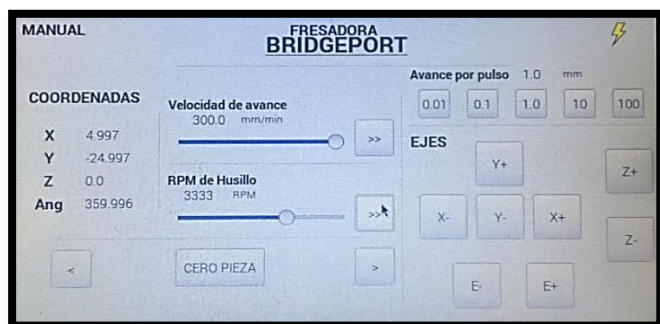 MANUAL
FRESADORA
BRIDGEPORT
COORDENADAS
X 4.997
Y -24.997
Z 0.0
Ang 359.996
Velocidad de avance
300.0 mm/min
>>
RPM de Husillo
3333 RPM
>>
<
CERO PIEZA
>
Avance por pulso 1.0 mm
0.01 0.1 1.0 10 100
EJES
Y+
Z+
X- Y- X+
Z-
E- E+